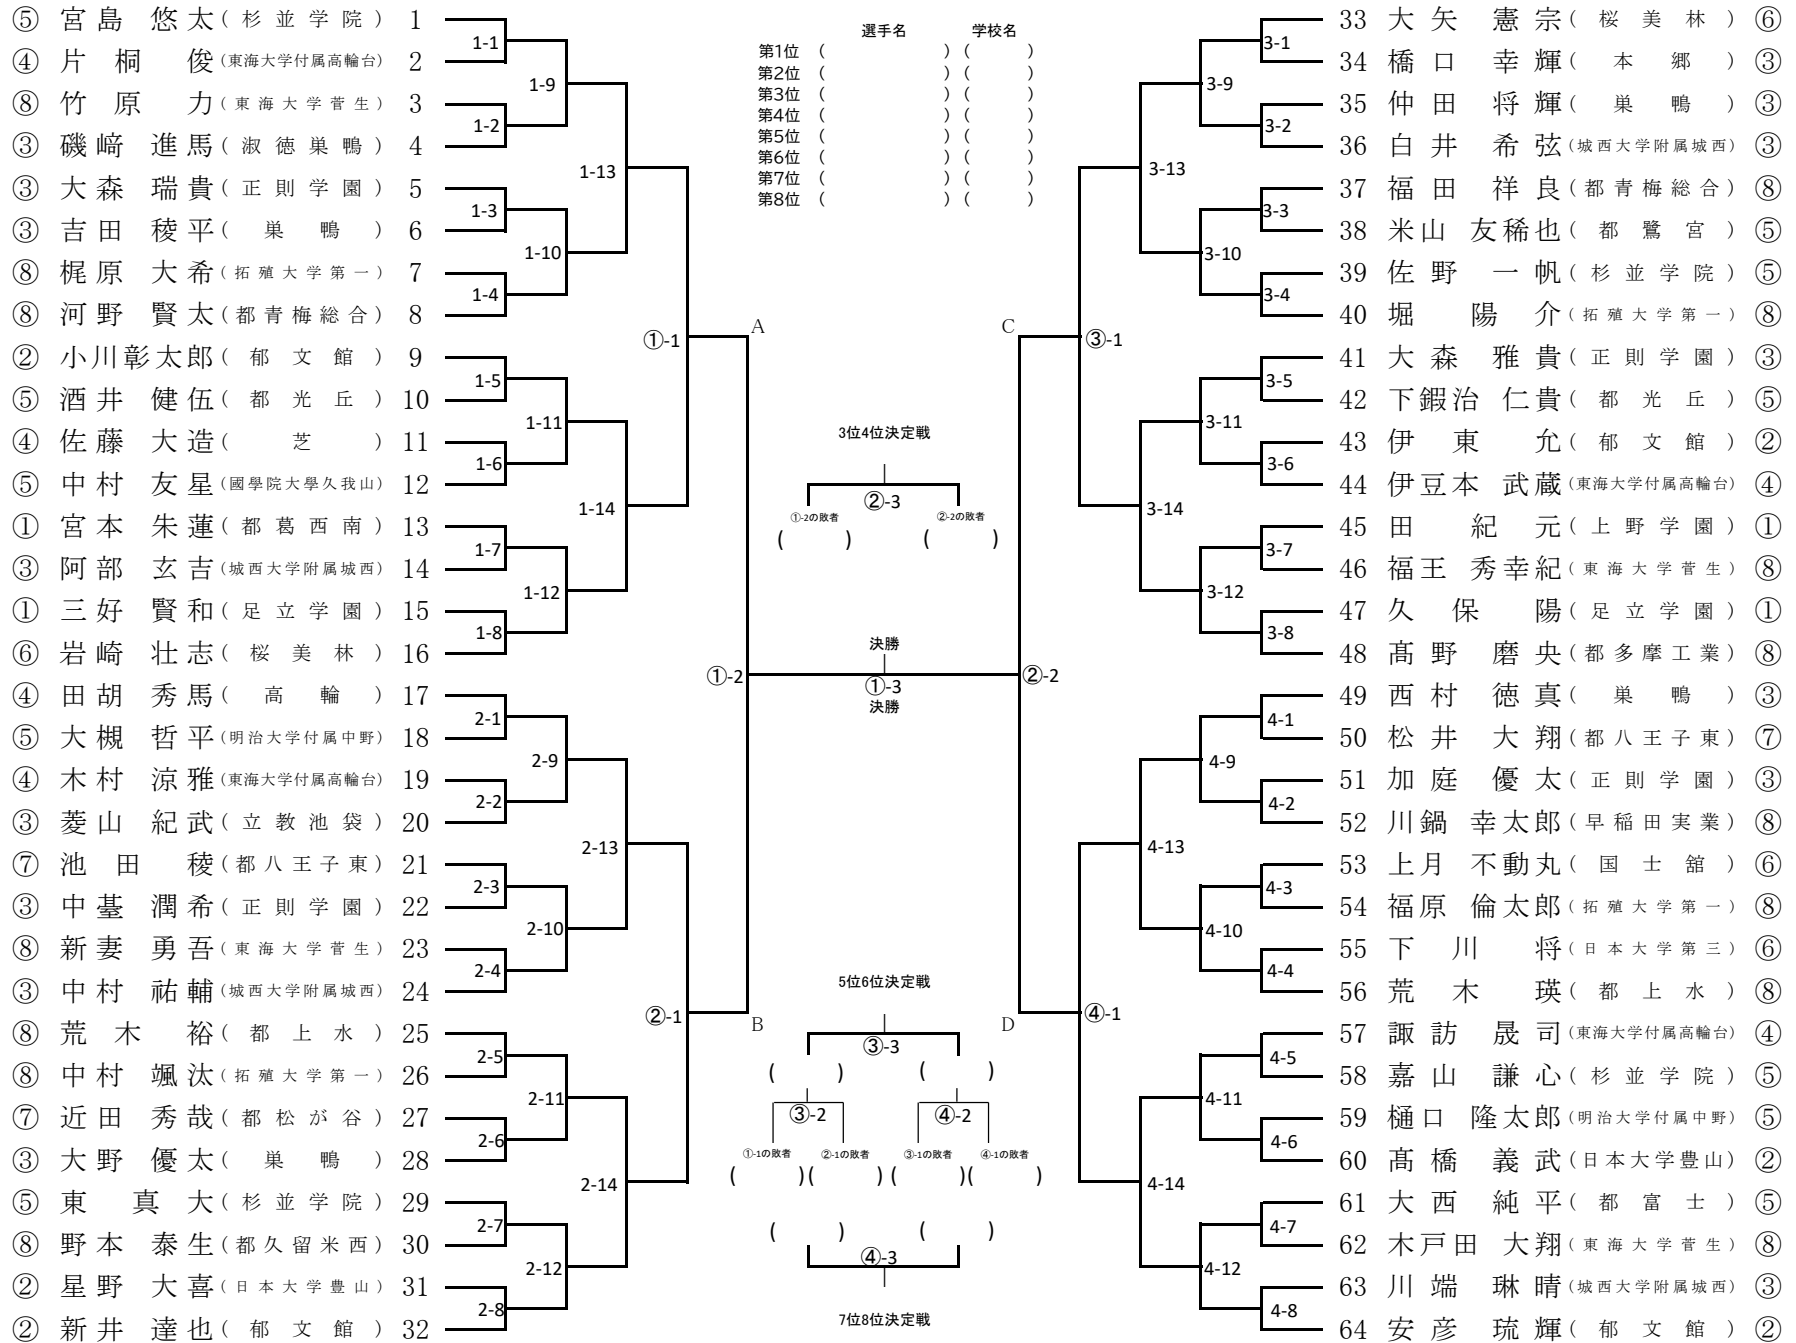 ⑤ 宮島 悠太(杉並学院) 1
④ 片桐 俊(東海大学付属高輪台) 2
⑧ 竹原 力(東海大学菅生) 3
③ 磯﨑 進馬(淑徳巣鴨) 4
③ 大森 瑞貴(正則学園) 5
③ 吉田 稜平(巣鴨) 6
⑧ 梶原 大希(拓殖大学第一) 7
⑧ 河野 賢太(都青梅総合) 8
② 小川彰太郎(郁文館) 9
⑤ 酒井 健伍(都光丘) 10
④ 佐藤 大造(芝) 11
⑤ 中村 友星(國學院大學久我山) 12
① 宮本 朱蓮(都葛西南) 13
③ 阿部 玄吉(城西大学附属城西) 14
① 三好 賢和(足立学園) 15
⑥ 岩崎 壮志(桜美林) 16
④ 田胡 秀馬(高輪) 17
⑤ 大槻 哲平(明治大学付属中野) 18
④ 木村 涼雅(東海大学付属高輪台) 19
③ 菱山 紀武(立教池袋) 20
⑦ 池田 稜(都八王子東) 21
③ 中基 潤希(正則学園) 22
⑧ 新妻 勇吾(東海大学菅生) 23
③ 中村 祐輔(城西大学附属城西) 24
⑧ 荒木 裕(都上水) 25
⑧ 中村 颯汰(拓殖大学第一) 26
⑦ 近田 秀哉(都松が谷) 27
③ 大野 優太(巣鴨) 28
⑤ 東 真大(杉並学院) 29
⑧ 野本 泰生(都久留米西) 30
② 星野 大喜(日本大学豊山) 31
② 新井 達也(郁文館) 32
1-1
1-2
1-3
1-4
1-5
1-6
1-7
1-8
2-1
2-2
2-3
2-4
2-5
2-6
2-7
2-8
1-9
1-10
1-11
1-12
2-9
2-10
2-11
2-12
1-13
1-14
2-13
2-14
①-1
②-1
A
B
①-2
選手名 学校名
第1位 ( ) ( )
第2位 ( ) ( )
第3位 ( ) ( )
第4位 ( ) ( )
第5位 ( ) ( )
第6位 ( ) ( )
第7位 ( ) ( )
第8位 ( ) ( )
3位4位決定戦
②-3
①-2の敗者 ②-2の敗者
( ) ( )
決勝
①-3
決勝
5位6位決定戦
③-3
( ) ( )
③-2 ④-2
①-1の敗者 ②-1の敗者 ③-1の敗者 ④-1の敗者
( ) ( ) ( ) ( )
( ) ( )
④-3
7位8位決定戦
C
D
②-2
③-1
④-1
3-13
3-14
4-13
4-14
3-9
3-10
3-11
3-12
4-9
4-10
4-11
4-12
3-1
3-2
3-3
3-4
3-5
3-6
3-7
3-8
4-1
4-2
4-3
4-4
4-5
4-6
4-7
4-8
33 大矢 憲宗(桜美林) ⑥
34 橋口 幸輝(本郷) ③
35 仲田 将輝(巣鴨) ③
36 白井 希弦(城西大学附属城西) ③
37 福田 祥良(都青梅総合) ⑧
38 米山 友稀也(都鷺宮) ⑤
39 佐野 一帆(杉並学院) ⑤
40 堀 陽介(拓殖大学第一) ⑧
41 大森 雅貴(正則学園) ③
42 下鍜治 仁貴(都光丘) ⑤
43 伊東 允(郁文館) ②
44 伊豆本 武蔵(東海大学付属高輪台) ④
45 田 紀元(上野学園) ①
46 福王 秀幸紀(東海大学菅生) ⑧
47 久保 陽(足立学園) ①
48 髙野 磨央(都多摩工業) ⑧
49 西村 徳真(巣鴨) ③
50 松井 大翔(都八王子東) ⑦
51 加庭 優太(正則学園) ③
52 川鍋 幸太郎(早稲田実業) ⑧
53 上月 不動丸(国士舘) ⑥
54 福原 倫太郎(拓殖大学第一) ⑧
55 下川 将(日本大学第三) ⑥
56 荒木 瑛(都上水) ⑧
57 諏訪 晟司(東海大学付属高輪台) ④
58 嘉山 謙心(杉並学院) ⑤
59 樋口 隆太郎(明治大学付属中野) ⑤
60 髙橋 義武(日本大学豊山) ②
61 大西 純平(都富士) ⑤
62 木戸田 大翔(東海大学菅生) ⑧
63 川端 琳晴(城西大学附属城西) ③
64 安彦 琉輝(郁文館) ②